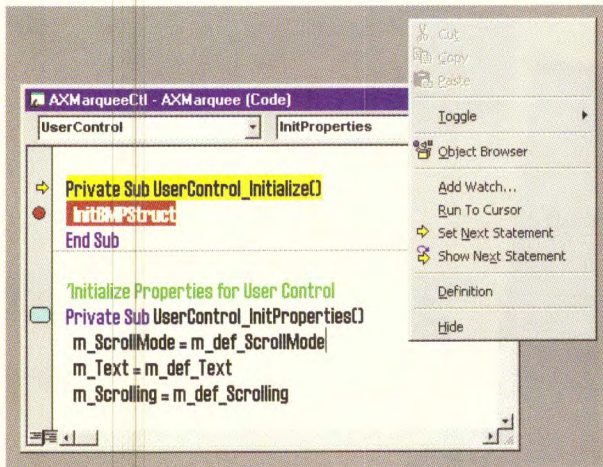 AXMarqueeCtl - AXMarquee (Code)
UserControl
InitProperties
Private Sub UserControl_Initialize()
InitBMPStruct
End Sub
'Initialize Properties for User Control
Private Sub UserControl_InitProperties()
m_ScrollMode = m_def_ScrollMode
m_Text = m_def_Text
m_Scrolling = m_def_Scrolling
Cut
Copy
Paste
Toggle
Object Browser
Add Watch...
Run To Cursor
Set Next Statement
Show Next Statement
Definition
Hide